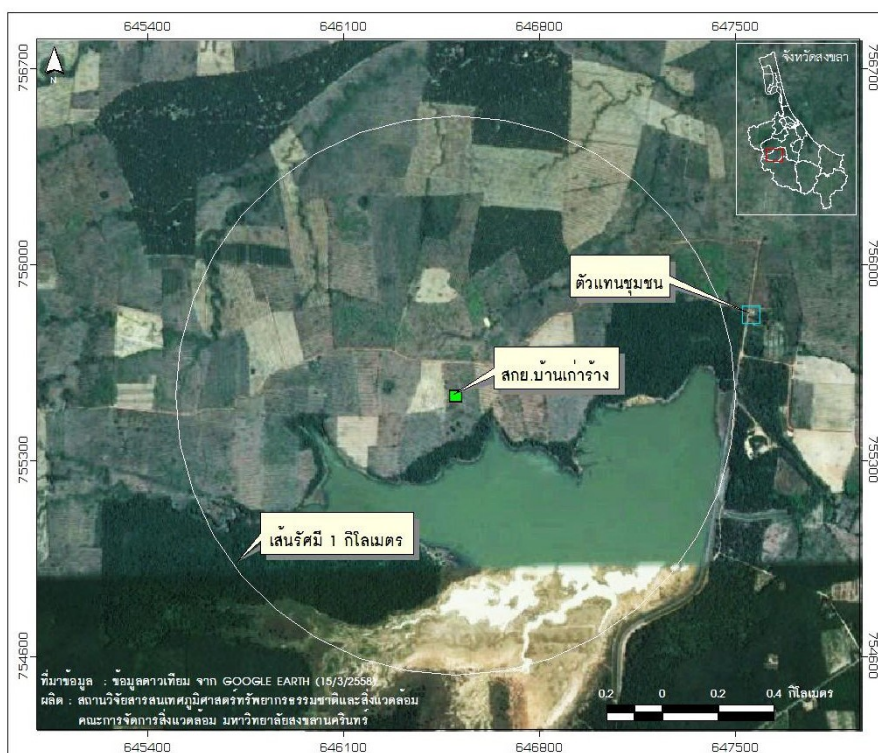 645400 646100 646800 647500
756700 756700
จังหวัดสงขลา
N
756000 756000
ตัวแทนชุมชน
สกย.บ้านเก่าร้าง
755300 755300
เส้นรัศมี 1 กิโลเมตร
754600 754600
ที่มาข้อมูล : ข้อมูลดาวเทียม จาก GOOGLE EARTH (15/3/2558)
ผลิต : สถานวิจัยสารสนเทศภูมิศาสตร์ทรัพยากรธรรมชาติและสิ่งแวดล้อม
คณะการจัดการสิ่งแวดล้อม มหาวิทยาลัยสงขลานครินทร์
0.2 0 0.2 0.4 กิโลเมตร
645400 646100 646800 647500